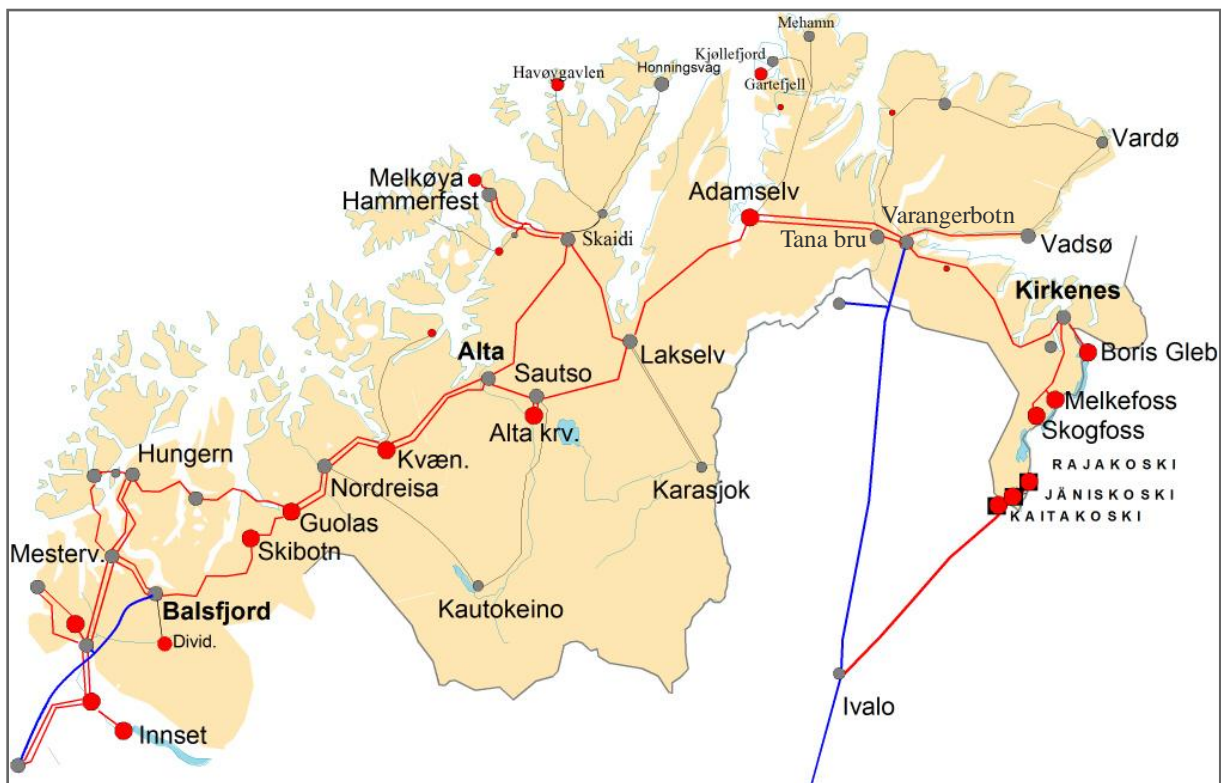 Mehamn
Kjøllefjord
Havøygavlen
Honningsvåg
Gartefjell
Vardø
Melkøya
Hammerfest
Adamselv
Varangerbotn
Skaidi
Tana bru
Vadsø
Kirkenes
Alta
Lakselv
Boris Gleb
Sautso
Melkefoss
Alta krv.
Skogfoss
Hungern
Kvæn.
RAJAKOSKI
Nordreisa
Karasjok
JÄNISKOSKI
Guolas
KAITAKOSKI
Mesterv.
Skibotn
Balsfjord
Kautokeino
Divid.
Ivalo
Innset